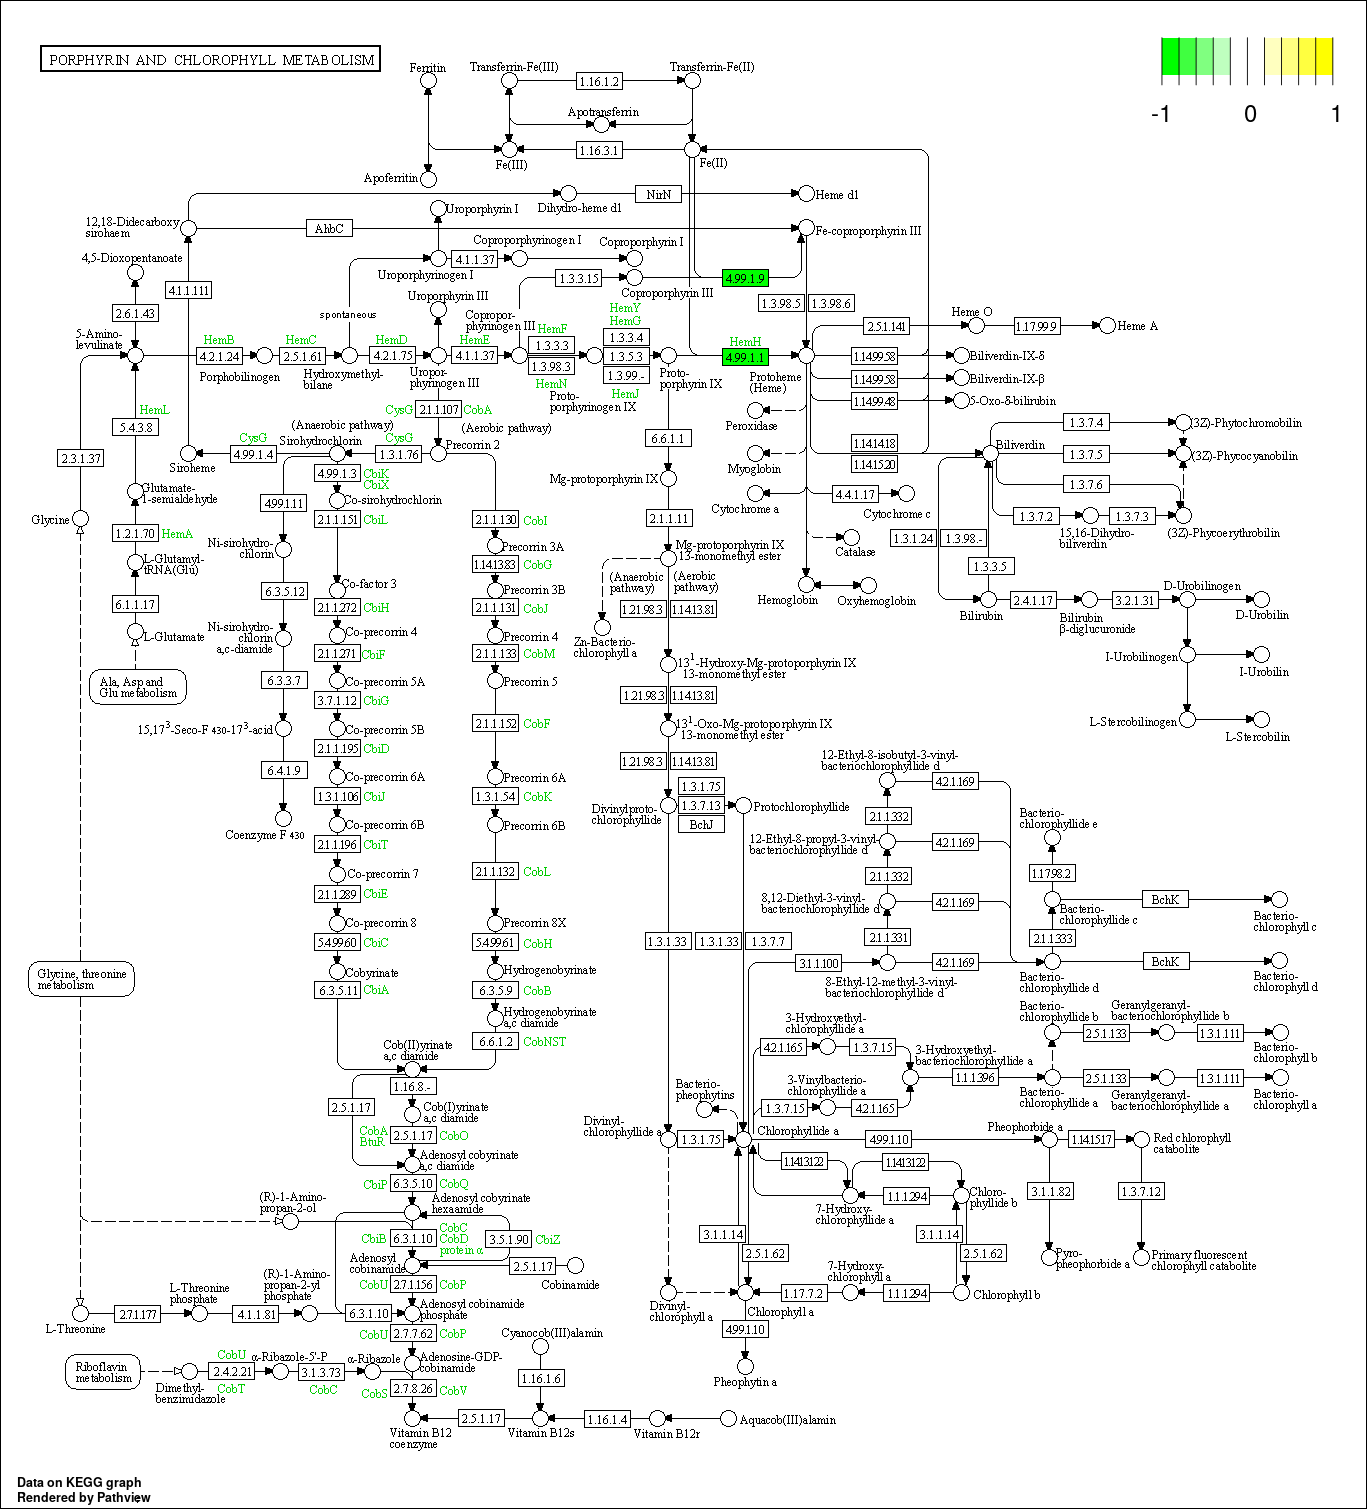 PORPHYRIN AND CHLOROPHYLL METABOLISM
-1
0
1
Ferritin
Transferrin-Fe(III)
1.16.1.2
Transferrin-Fe(II)
Apotransferrin
1.16.3.1
Fe(III)
Fe(II)
Apoferritin
Dihydro-heme d1
NirN
Heme d1
12,18-Didecarboxy
sirohaem
AhbC
Fe-coproporphyrin III
Uroporphyrin I
Coproporphyrinogen I
Coproporphyrin I
4.1.1.37
Uroporphyrinogen I
1.3.3.15
Coproporphyrin III
4.99.1.9
4,5-Dioxopentanoate
4.1.1.111
2.6.1.43
spontaneous
Uroporphyrin III
Copropor-
phyrinogen III
HemY
HemG
1.3.98.5
1.3.98.6
5-Amino-
levulinate
HemB
4.2.1.24
Porphobilinogen
HemC
2.5.1.61
Hydroxymethyl-
bilane
HemD
4.2.1.75
Uropor-
phyrinogen III
HemE
4.1.1.37
HemF
1.3.3.3
1.3.98.3
HemN
Proto-
porphyrinogen IX
1.3.3.4
1.3.5.3
1.3.99.-
HemJ
Proto-
porphyrin IX
HemH
4.99.1.1
Protoheme
(Heme)
2.5.1.141
Heme O
1.17.99.9
Heme A
1.14.99.58
Biliverdin-IX-δ
1.14.99.58
Biliverdin-IX-β
1.14.99.48
5-Oxo-δ-bilirubin
Peroxidase
Myoglobin
Cytochrome a
4.4.1.17
Cytochrome c
Catalase
Hemoglobin
Oxyhemoglobin
1.14.14.18
1.14.15.20
Biliverdin
1.3.7.4
(3Z)-Phytochromobilin
1.3.7.5
(3Z)-Phycocyanobilin
1.3.7.6
1.3.7.2
15,16-Dihydro-
biliverdin
1.3.7.3
(3Z)-Phycoerythrobilin
1.3.1.24
1.3.98.-
1.3.3.5
Bilirubin
2.4.1.17
Bilirubin
β-diglucuronide
3.2.1.31
D-Urobilinogen
D-Urobilin
I-Urobilinogen
I-Urobilin
L-Stercobilinogen
L-Stercobilin
HemL
5.4.3.8
2.3.1.37
Glutamate-
1-semialdehyde
Glycine
1.2.1.70
HemA
L-Glutamyl-
tRNA(Glu)
6.1.1.17
L-Glutamate
Ala, Asp and
Glu metabolism
CysG
2.1.1.107
CobA
(Anaerobic pathway)
(Aerobic pathway)
Siroheme
CysG
4.99.1.4
Sirohydrochlorin
CysG
1.3.1.76
Precorrin 2
4.99.1.3
CbiK
CbiX
Co-sirohydrochlorin
4.99.1.11
2.1.1.151
CbiL
Ni-sirohydro-
chlorin
6.3.5.12
Ni-sirohydro-
chlorin
a,c-diamide
6.3.3.7
15,17³-Seco-F 430-17³-acid
6.4.1.9
Coenzyme F 430
Co-factor 3
2.1.1.272
CbiH
Co-precorrin 4
2.1.1.271
CbiF
Co-precorrin 5A
3.7.1.12
CbiG
Co-precorrin 5B
2.1.1.195
CbiD
Co-precorrin 6A
1.3.1.106
CbiJ
Co-precorrin 6B
2.1.1.196
CbiT
Co-precorrin 7
2.1.1.289
CbiE
Co-precorrin 8
5.4.99.60
CbiC
Cobyrinate
6.3.5.11
CbiA
2.1.1.130
CobI
Precorrin 3A
1.14.13.83
CobG
Precorrin 3B
2.1.1.131
CobJ
Precorrin 4
2.1.1.133
CobM
Precorrin 5
2.1.1.152
CobF
Precorrin 6A
1.3.1.54
CobK
Precorrin 6B
2.1.1.132
CobL
Precorrin 8X
5.4.99.61
CobH
Hydrogenobyrinate
6.3.5.9
CobB
Hydrogenobyrinate
a,c diamide
6.6.1.2
CobNST
6.6.1.1
Mg-protoporphyrin IX
2.1.1.11
Mg-protoporphyrin IX
13-monomethyl ester
(Anaerobic
pathway)
(Aerobic
pathway)
1.21.98.3
1.14.13.81
Zn-Bacterio-
chlorophyll a
13¹-Hydroxy-Mg-protoporphyrin IX
13-monomethyl ester
1.21.98.3
1.14.13.81
13¹-Oxo-Mg-protoporphyrin IX
13-monomethyl ester
1.21.98.3
1.14.13.81
Divinylproto-
chlorophyllide
1.3.1.75
1.3.7.13
BchJ
Protochlorophyllide
1.3.1.33
1.3.1.33
1.3.7.7
12-Ethyl-8-isobutyl-3-vinyl-
bacteriochlorophyllide d
4.2.1.169
2.1.1.332
12-Ethyl-8-propyl-3-vinyl-
bacteriochlorophyllide d
4.2.1.169
2.1.1.332
8,12-Diethyl-3-vinyl-
bacteriochlorophyllide d
4.2.1.169
2.1.1.331
3.1.1.100
8-Ethyl-12-methyl-3-vinyl-
bacteriochlorophyllide d
4.2.1.169
Bacterio-
chlorophyllide e
1.17.98.2
Bacterio-
chlorophyllide c
BchK
Bacterio-
chlorophyll c
2.1.1.333
Bacterio-
chlorophyllide d
BchK
Bacterio-
chlorophyll d
Bacterio-
chlorophyllide b
2.5.1.133
Geranylgeranyl-
bacteriochlorophyllide b
1.3.1.111
Bacterio-
chlorophyll b
3-Hydroxyethyl-
chlorophyllide a
4.2.1.165
1.3.7.15
3-Hydroxyethyl-
bacteriochlorophyllide a
1.1.1.396
Bacterio-
chlorophyllide a
2.5.1.133
Geranylgeranyl-
bacteriochlorophyllide a
1.3.1.111
Bacterio-
chlorophyll a
3-Vinylbacterio-
chlorophyllide a
1.3.7.15
4.2.1.165
Bacterio-
pheophytins
Divinyl-
chlorophyllide a
1.3.1.75
Chlorophyllide a
4.99.1.10
Pheophorbide a
1.14.15.17
Red chlorophyll
catabolite
1.14.13.122
1.14.13.122
7-Hydroxy-
chlorophyllide a
1.1.1.294
Chloro-
phyllide b
3.1.1.82
1.3.7.12
Pyro-
pheophorbide a
Primary fluorescent
chlorophyll catabolite
3.1.1.14
2.5.1.62
3.1.1.14
2.5.1.62
Divinyl-
chlorophyll a
Chlorophyll a
1.17.7.2
7-Hydroxy-
chlorophyll a
1.1.1.294
Chlorophyll b
4.99.1.10
Pheophytin a
Glycine, threonine
metabolism
Cob(II)yrinate
a,c diamide
1.16.8.-
2.5.1.17
Cob(I)yrinate
a,c diamide
CobA
BtuR
2.5.1.17
CobO
Adenosyl cobyrinate
a,c diamide
CbiP
6.3.5.10
CobQ
Adenosyl cobyrinate
hexaamide
(R)-1-Amino-
propan-2-ol
CbiB
6.3.1.10
CobC
CobD
protein α
3.5.1.90
CbiZ
Adenosyl
cobinamide
2.5.1.17
Cobinamide
CobU
2.7.1.156
CobP
L-Threonine
2.7.1.177
L-Threonine
phosphate
4.1.1.81
(R)-1-Amino-
propan-2-yl
phosphate
6.3.1.10
Adenosyl cobinamide
phosphate
CobU
2.7.7.62
CobP
Adenosine-GDP-
cobinamide
Riboflavin
metabolism
Dimethyl-
benzimidazole
CobU
2.4.2.21
CobT
α-Ribazole-5'-P
3.1.3.73
CobC
α-Ribazole
CobS
2.7.8.26
CobV
Cyanocob(III)alamin
1.16.1.6
Vitamin B12
coenzyme
2.5.1.17
Vitamin B12s
1.16.1.4
Vitamin B12r
Aquacob(III)alamin
Data on KEGG graph
Rendered by Pathview